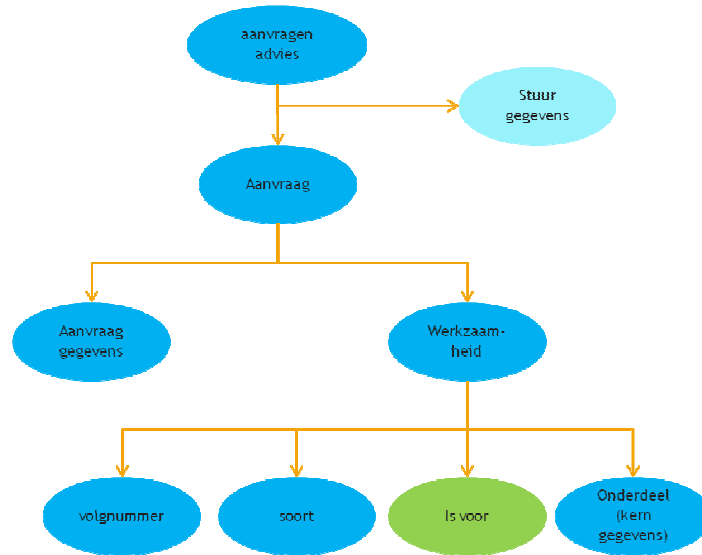 aanvragen
advies
Stuur
gegevens
Aanvraag
Aanvraag
gegevens
Werkzaam-
heid
volgnummer
soort
Is voor
Onderdeel
(kern
gegevens)